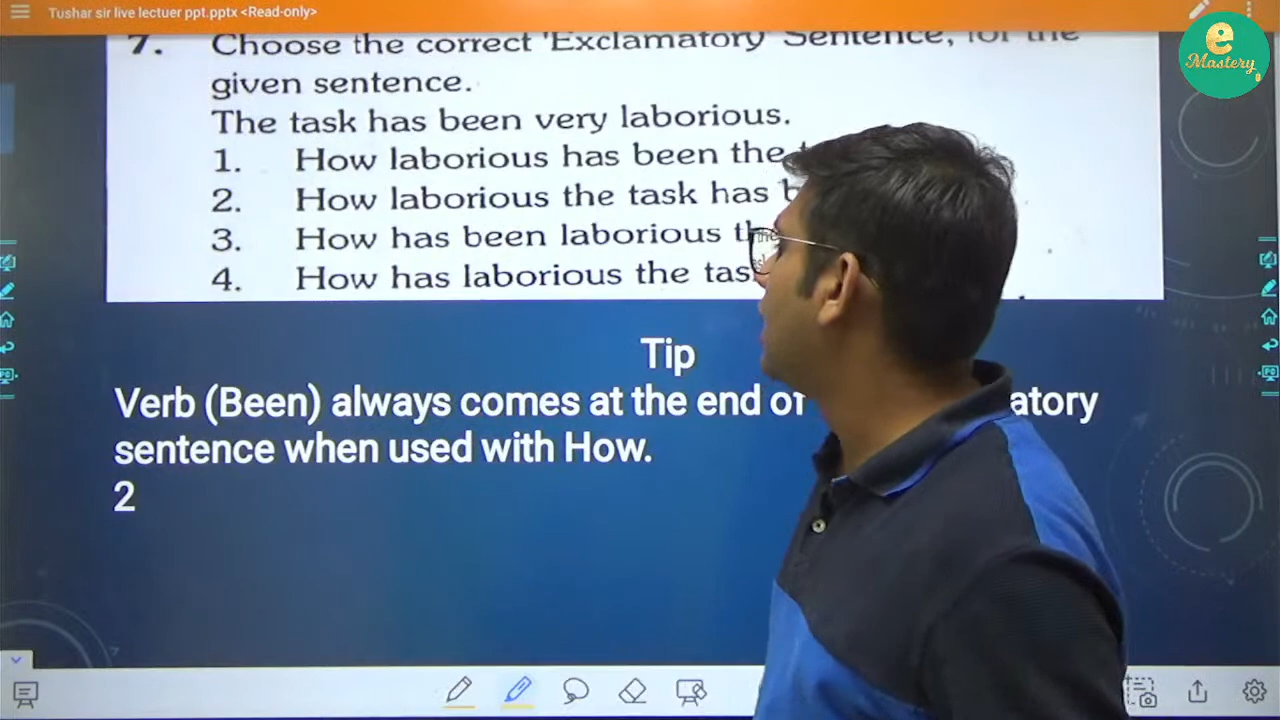 Tushar sir live lectuer ppt.pptx <Read-only>
e
Mastery
7. Choose the correct 'Exclamatory' Sentence, for the
given sentence.
The task has been very laborious.
1. How laborious has been the
2. How laborious the task has
3. How has been laborious
4. How has laborious the
Tip
Verb (Been) always comes at the end of
sentence when used with How.
2